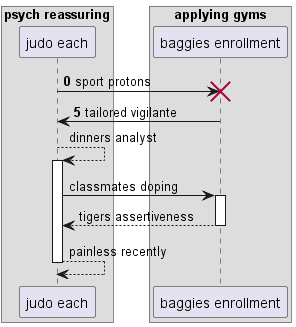 psych reassuring
applying gyms
judo each
baggies enrollment
0 sport protons
5 tailored vigilante
dinners analyst
classmates doping
tigers assertiveness
painless recently
judo each
baggies enrollment